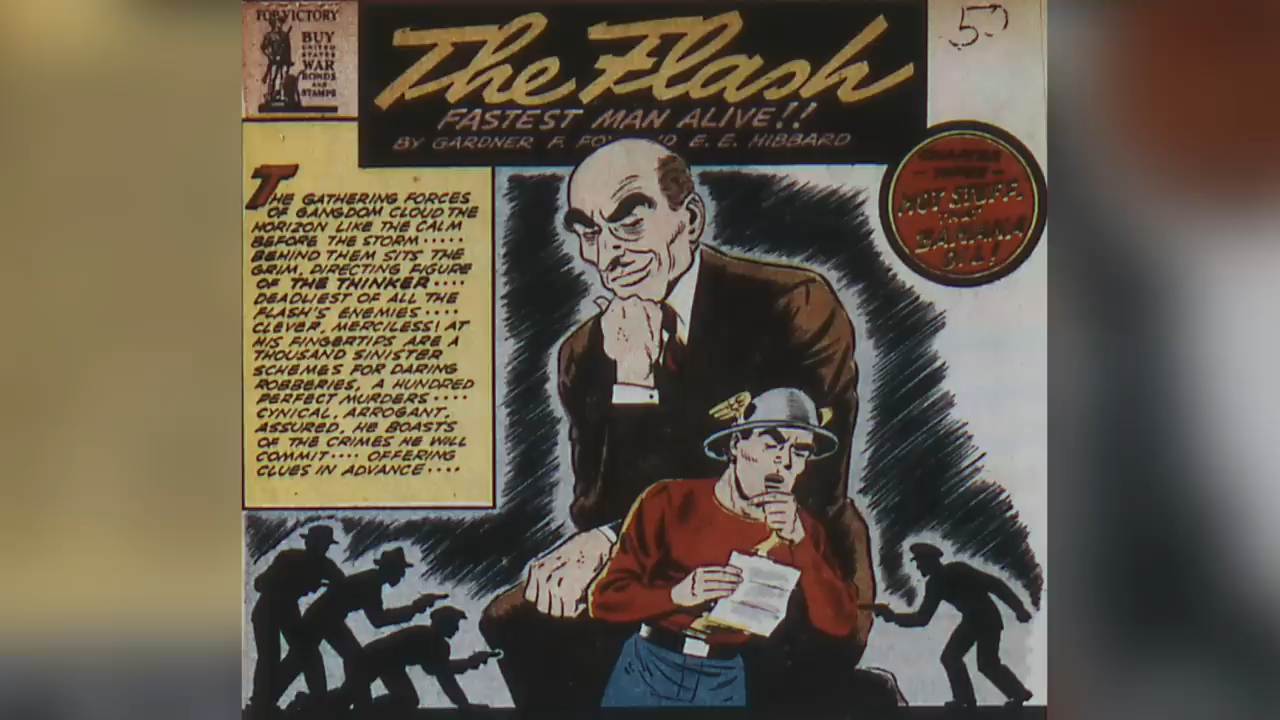 FOR VICTORY
BUY
UNITED
STATES
WAR
BONDS
AND
STAMPS
The Flash
FASTEST MAN ALIVE!!
BY GARDNER F. E. E. HIBBARD
50
HOT STUFF,
THAT
BANANA
OIL!
THE GATHERING FORCES
OF GANGDOM CLOUD THE
HORIZON LIKE THE CALM
BEFORE THE STORM.....
BEHIND THEM SITS THE
GRIM, DIRECTING FIGURE
OF THE THINKER....
DEADLIEST OF ALL THE
FLASH'S ENEMIES....
CLEVER, MERCILESS! AT
HIS FINGERTIPS ARE A
THOUSAND SINISTER
SCHEMES FOR DARING
ROBBERIES, A HUNDRED
PERFECT MURDERS....
CYNICAL, ARROGANT,
ASSURED, HE BOASTS
OF THE CRIMES HE WILL
COMMIT.... OFFERING
CLUES IN ADVANCE....